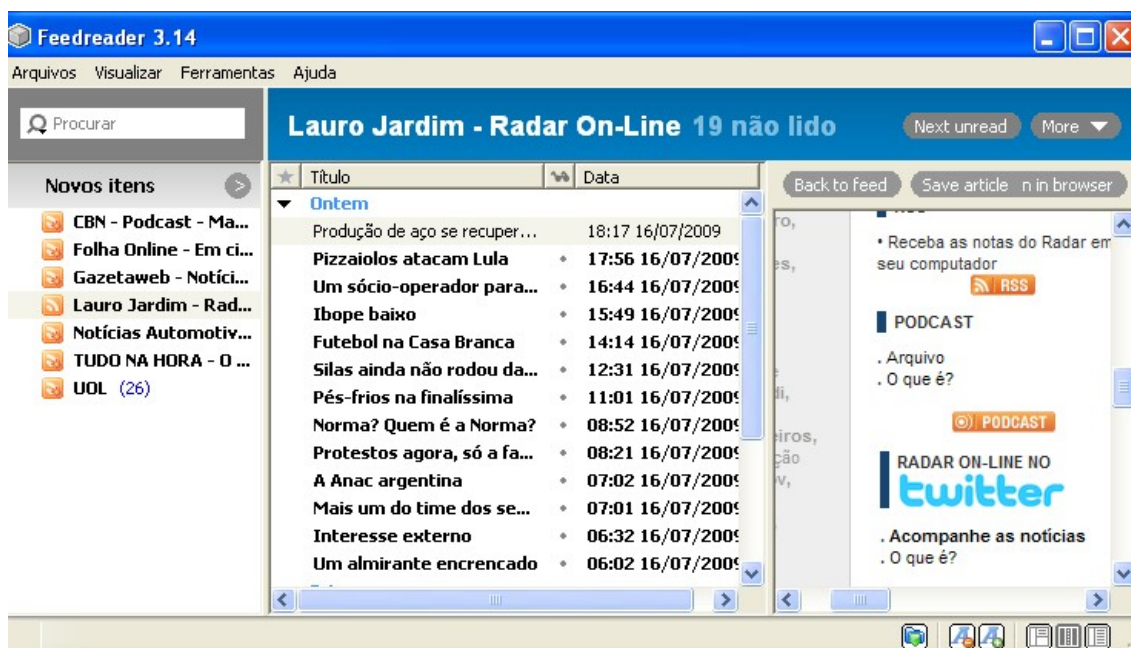 Feedreader 3.14
Arquivos Visualizar Ferramentas Ajuda
Procurar
Lauro Jardim - Radar On-Line 19 não lido
Next unread More
Novos itens
CBN - Podcast - Ma...
Folha Online - Em ci...
Gazetaweb - Notíci...
Lauro Jardim - Rad...
Notícias Automotiv...
TUDO NA HORA - O ...
UOL (26)
Título Data
Ontem
Produção de aço se recuper... 18:17 16/07/2009
Pizzaiolos atacam Lula 17:56 16/07/2009
Um sócio-operador para... 16:44 16/07/2009
Ibope baixo 15:49 16/07/2009
Futebol na Casa Branca 14:14 16/07/2009
Silas ainda não rodou da... 12:31 16/07/2009
Pés-frios na finalíssima 11:01 16/07/2009
Norma? Quem é a Norma? 08:52 16/07/2009
Protestos agora, só a fa... 08:21 16/07/2009
A Anac argentina 07:02 16/07/2009
Mais um do time dos se... 07:01 16/07/2009
Interesse externo 06:32 16/07/2009
Um almirante encrencado 06:02 16/07/2009
Back to feed Save article n in browser
ro,
es,
di,
eiros,
ção
ov,
• Receba as notas do Radar em
seu computador
RSS
PODCAST
. Arquivo
. O que é?
PODCAST
RADAR ON-LINE NO
twitter
. Acompanhe as notícias
. O que é?